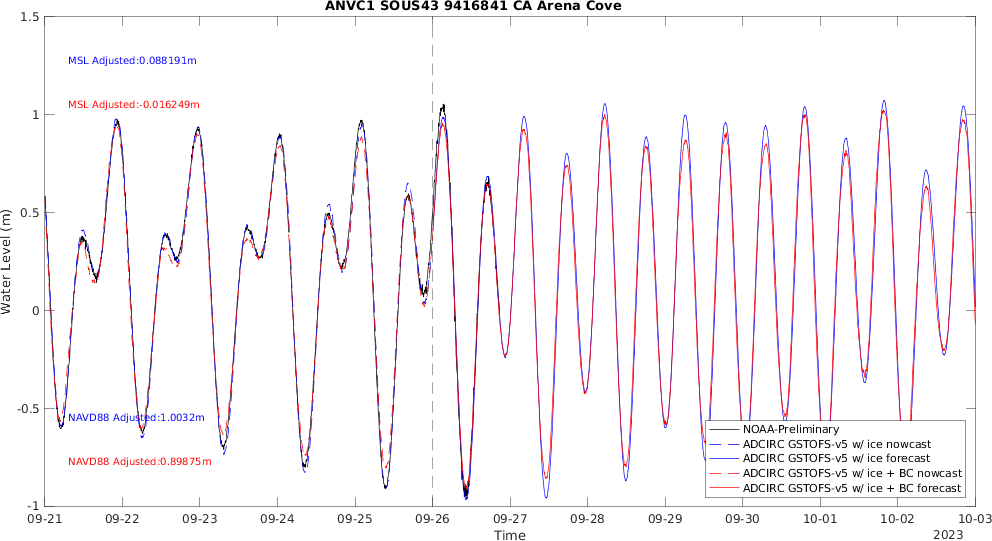 ANVC1 SOUS43 9416841 CA Arena Cove
1.5
1
0.5
0
-0.5
-1
Water Level (m)
MSL Adjusted:0.088191m
MSL Adjusted:-0.016249m
NAVD88 Adjusted:1.0032m
NAVD88 Adjusted:0.89875m
NOAA-Preliminary
ADCIRC GSTOFS-v5 w/ ice nowcast
ADCIRC GSTOFS-v5 w/ ice forecast
ADCIRC GSTOFS-v5 w/ ice + BC nowcast
ADCIRC GSTOFS-v5 w/ ice + BC forecast
09-21 09-22 09-23 09-24 09-25 09-26 09-27 09-28 09-29 09-30 10-01 10-02 10-03
Time
2023